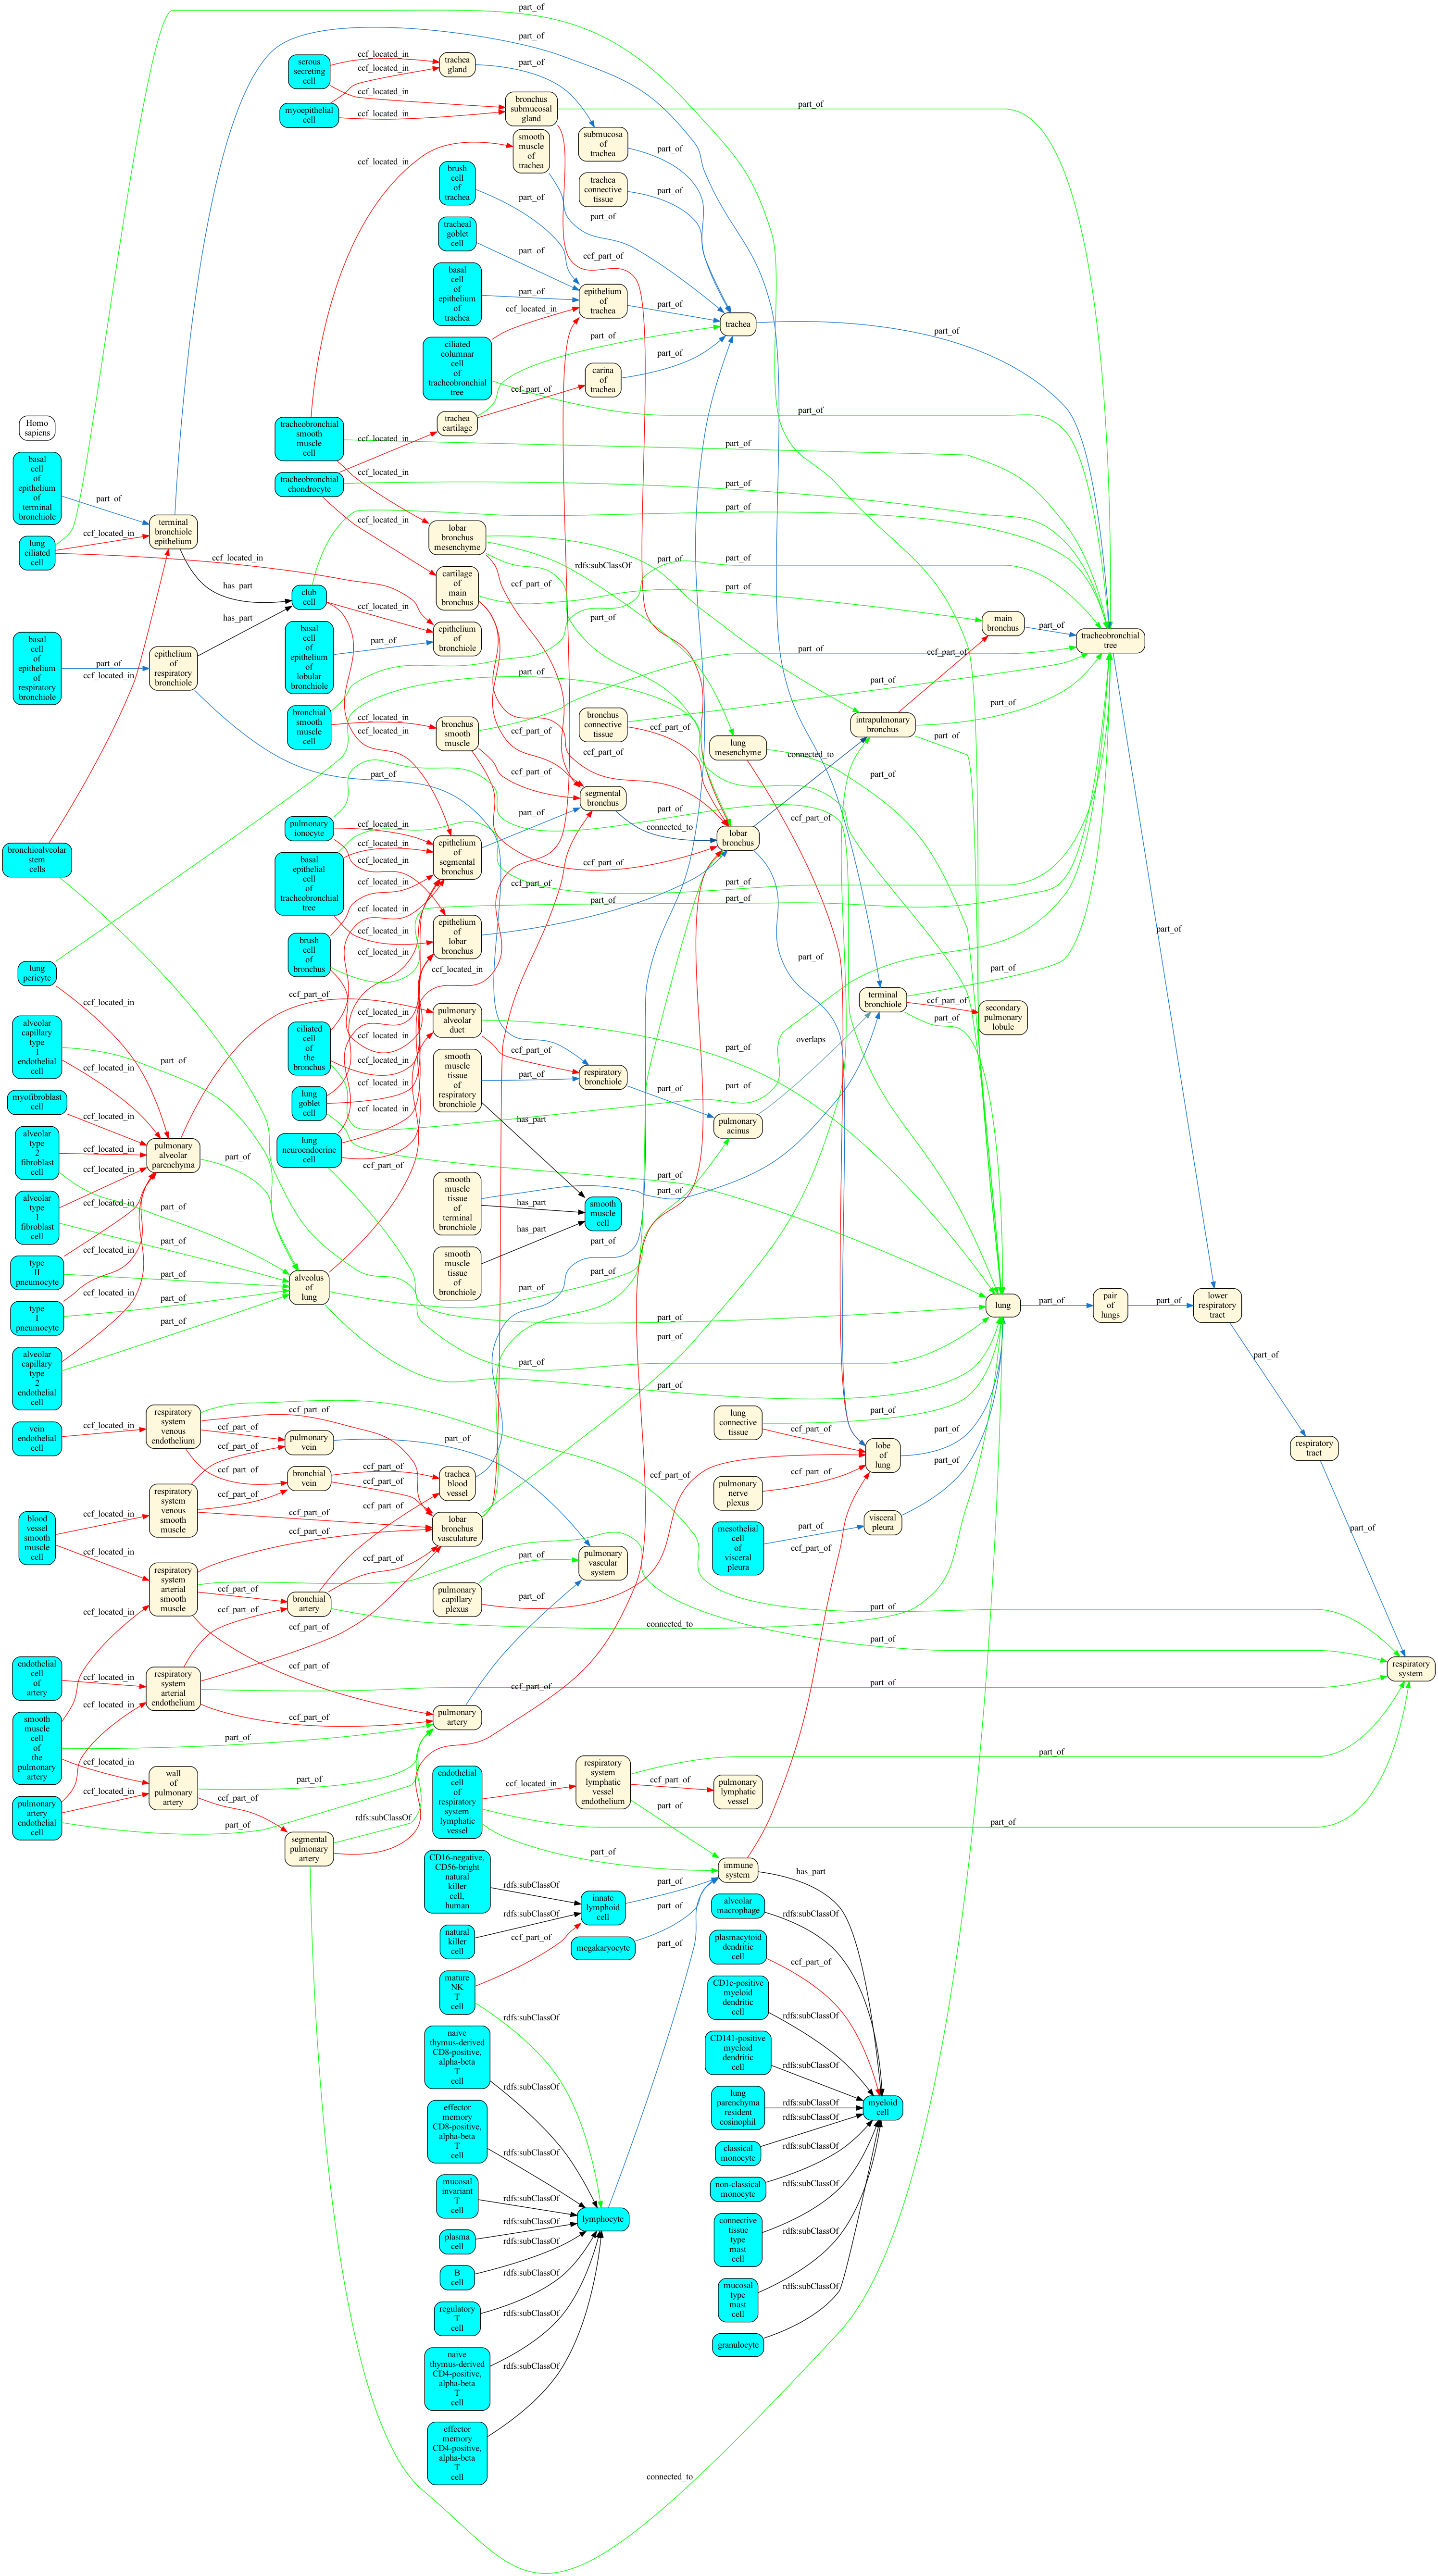 part_of
part_of
serous
secreting
cell
ccf_located_in
ccf_located_in
trachea
gland
part_of
myoepithelial
cell
ccf_located_in
ccf_located_in
bronchus
submucosal
gland
part_of
smooth
muscle
of
trachea
submucosa
of
trachea
part_of
ccf_located_in
brush
cell
of
trachea
part_of
trachea
connective
tissue
part_of
part_of
tracheal
goblet
cell
part_of
ccf_part_of
basal
cell
of
epithelium
of
trachea
part_of
epithelium
of
trachea
part_of
trachea
part_of
ccf_located_in
ciliated
columnar
cell
of
tracheobronchial
tree
part_of
carina
of
trachea
part_of
ccf_part_of
part_of
trachea
cartilage
Homo
sapiens
tracheobronchial
smooth
muscle
cell
ccf_located_in
part_of
ccf_located_in
tracheobronchial
chondrocyte
part_of
basal
cell
of
epithelium
of
terminal
bronchiole
part_of
ccf_located_in
part_of
terminal
bronchiole
epithelium
lung
ciliated
cell
ccf_located_in
ccf_located_in
lobar
bronchus
mesenchyme
rdfs:subClassOf
part_of
part_of
has_part
club
cell
ccf_located_in
cartilage
of
main
bronchus
ccf_part_of
part_of
part_of
has_part
basal
cell
of
epithelium
of
lobular
bronchiole
part_of
epithelium
of
bronchiole
main
bronchus
part_of
tracheobronchial
tree
basal
cell
of
epithelium
of
respiratory
bronchiole
part_of
ccf_located_in
epithelium
of
respiratory
bronchiole
part_of
ccf_part_of
part_of
part_of
bronchial
smooth
muscle
cell
ccf_located_in
ccf_located_in
bronchus
smooth
muscle
bronchus
connective
tissue
ccf_part_of
intrapulmonary
bronchus
part_of
part_of
lung
mesenchyme
connected_to
ccf_part_of
ccf_part_of
ccf_part_of
part_of
part_of
segmental
bronchus
part_of
part_of
connected_to
ccf_part_of
pulmonary
ionocyte
ccf_located_in
ccf_located_in
ccf_located_in
epithelium
of
segmental
bronchus
lobar
bronchus
bronchioalveolar
stem
cells
basal
epithelial
cell
of
tracheobronchial
tree
ccf_located_in
ccf_part_of
ccf_part_of
part_of
part_of
part_of
ccf_located_in
epithelium
of
lobar
bronchus
brush
cell
of
bronchus
ccf_located_in
ccf_located_in
part_of
part_of
part_of
lung
pericyte
ccf_located_in
ccf_part_of
terminal
bronchiole
ccf_part_of
part_of
secondary
pulmonary
lobule
alveolar
capillary
type
1
endothelial
cell
part_of
ccf_located_in
ciliated
cell
of
the
bronchus
ccf_located_in
ccf_located_in
pulmonary
alveolar
duct
ccf_part_of
overlaps
part_of
smooth
muscle
tissue
of
respiratory
bronchiole
part_of
respiratory
bronchiole
part_of
part_of
myofibroblast
cell
ccf_located_in
lung
goblet
cell
ccf_located_in
ccf_located_in
has_part
pulmonary
acinus
alveolar
type
2
fibroblast
cell
ccf_located_in
ccf_located_in
pulmonary
alveolar
parenchyma
part_of
lung
neuroendocrine
cell
ccf_part_of
part_of
alveolar
type
1
fibroblast
cell
ccf_located_in
part_of
part_of
smooth
muscle
tissue
of
terminal
bronchiole
part_of
has_part
smooth
muscle
cell
has_part
part_of
type
II
pneumocyte
ccf_located_in
part_of
smooth
muscle
tissue
of
bronchiole
part_of
ccf_located_in
type
I
pneumocyte
part_of
alveolus
of
lung
part_of
part_of
lung
part_of
pair
of
lungs
part_of
lower
respiratory
tract
part_of
alveolar
capillary
type
2
endothelial
cell
part_of
part_of
part_of
part_of
part_of
vein
endothelial
cell
ccf_located_in
respiratory
system
venous
endothelium
ccf_part_of
ccf_part_of
pulmonary
vein
part_of
lung
connective
tissue
part_of
ccf_part_of
lobe
of
lung
part_of
respiratory
tract
ccf_part_of
ccf_part_of
bronchial
vein
ccf_part_of
ccf_part_of
trachea
blood
vessel
ccf_part_of
pulmonary
nerve
plexus
ccf_part_of
part_of
respiratory
system
venous
smooth
muscle
ccf_part_of
ccf_part_of
lobar
bronchus
vasculature
visceral
pleura
blood
vessel
smooth
muscle
cell
ccf_located_in
ccf_located_in
ccf_part_of
mesothelial
cell
of
visceral
pleura
part_of
ccf_part_of
part_of
respiratory
system
arterial
smooth
muscle
ccf_part_of
ccf_part_of
part_of
pulmonary
vascular
system
ccf_located_in
ccf_part_of
bronchial
artery
ccf_part_of
pulmonary
capillary
plexus
part_of
connected_to
part_of
part_of
endothelial
cell
of
artery
ccf_located_in
respiratory
system
arterial
endothelium
ccf_part_of
ccf_part_of
ccf_part_of
part_of
respiratory
system
ccf_located_in
smooth
muscle
cell
of
the
pulmonary
artery
part_of
pulmonary
artery
ccf_located_in
ccf_located_in
wall
of
pulmonary
artery
part_of
ccf_part_of
pulmonary
artery
endothelial
cell
part_of
rdfs:subClassOf
segmental
pulmonary
artery
endothelial
cell
of
respiratory
system
lymphatic
vessel
ccf_located_in
respiratory
system
lymphatic
vessel
endothelium
part_of
ccf_part_of
pulmonary
lymphatic
vessel
part_of
part_of
part_of
CD16-negative,
CD56-bright
natural
killer
cell,
human
rdfs:subClassOf
immune
system
has_part
innate
lymphoid
cell
part_of
rdfs:subClassOf
natural
killer
cell
ccf_part_of
part_of
megakaryocyte
part_of
alveolar
macrophage
rdfs:subClassOf
plasmacytoid
dendritic
cell
ccf_part_of
mature
NK
T
cell
rdfs:subClassOf
CD1c-positive
myeloid
dendritic
cell
rdfs:subClassOf
naive
thymus-derived
CD8-positive,
alpha-beta
T
cell
rdfs:subClassOf
CD141-positive
myeloid
dendritic
cell
rdfs:subClassOf
effector
memory
CD8-positive,
alpha-beta
T
cell
rdfs:subClassOf
lung
parenchyma
resident
eosinophil
rdfs:subClassOf
myeloid
cell
classical
monocyte
rdfs:subClassOf
mucosal
invariant
T
cell
rdfs:subClassOf
non-classical
monocyte
rdfs:subClassOf
plasma
cell
rdfs:subClassOf
lymphocyte
connective
tissue
type
mast
cell
rdfs:subClassOf
B
cell
rdfs:subClassOf
mucosal
type
mast
cell
rdfs:subClassOf
regulatory
T
cell
rdfs:subClassOf
granulocyte
rdfs:subClassOf
naive
thymus-derived
CD4-positive,
alpha-beta
T
cell
rdfs:subClassOf
effector
memory
CD4-positive,
alpha-beta
T
cell
connected_to